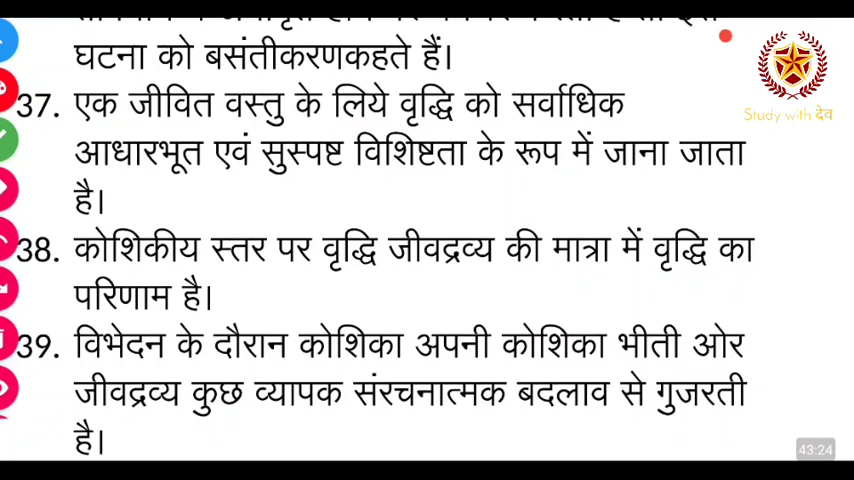 घटना को बसंतीकरणकहते हैं।
37. एक जीवित वस्तु के लिये वृद्धि को सर्वाधिक
आधारभूत एवं सुस्पष्ट विशिष्टता के रूप में जाना जाता
है।
38. कोशिकीय स्तर पर वृद्धि जीवद्रव्य की मात्रा में वृद्धि का
परिणाम है।
39. विभेदन के दौरान कोशिका अपनी कोशिका भीती ओर
जीवद्रव्य कुछ व्यापक संरचनात्मक बदलाव से गुजरती
है।
Study with देव
43:24